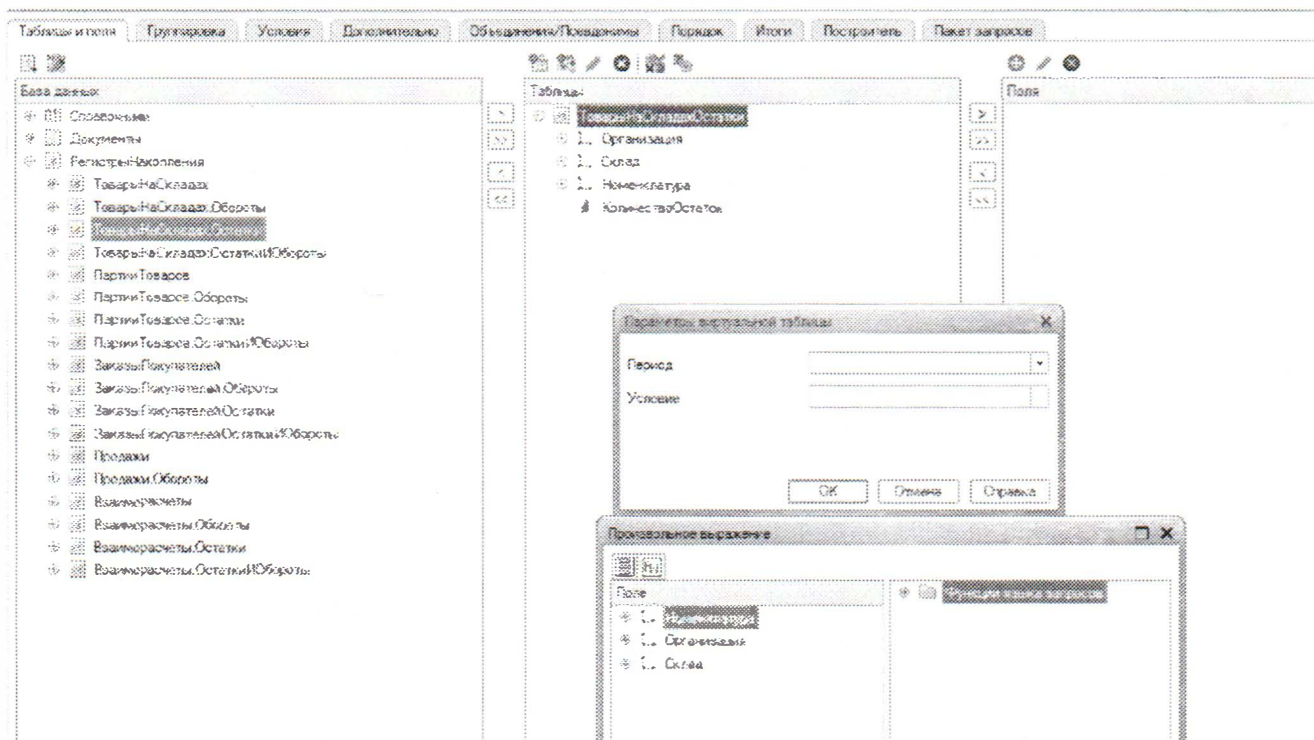 Таблицы и поля Группировка Условия Дополнительно Объединения/Псевдонимы Порядок Итоги Построитель Пакет запросов
База данных
Таблицы
Поля
Справочники
Документы
РегистрыНакопления
ТоварыНаСкладах
ТоварыНаСкладах.Обороты
ТоварыНаСкладах.Остатки
ТоварыНаСкладах.ОстаткиИОбороты
ПартииТоваров
ПартииТоваров.Обороты
ПартииТоваров.Остатки
ПартииТоваров.ОстаткиИОбороты
ЗаказыПокупателей
ЗаказыПокупателей.Обороты
ЗаказыПокупателей.Остатки
ЗаказыПокупателей.ОстаткиИОбороты
Продажи
Продажи.Обороты
Взаиморасчеты
Взаиморасчеты.Обороты
Взаиморасчеты.Остатки
Взаиморасчеты.ОстаткиИОбороты
ТоварыНаСкладахОстатки
Организация
Склад
Номенклатура
КоличествоОстаток
Параметры виртуальной таблицы
Период
Условие
OK Отмена Справка
Произвольное выражение
Поле
Номенклатура
Организация
Склад
Функции языка запросов